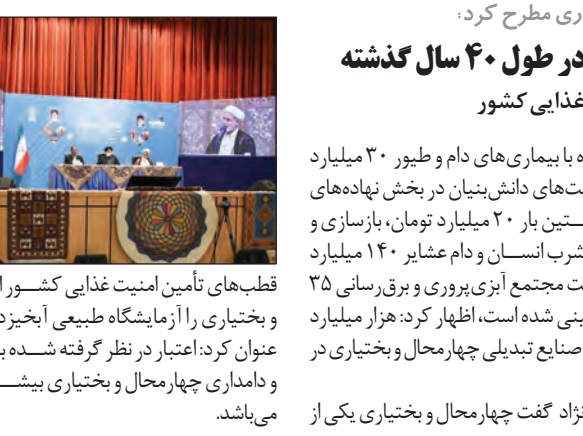 اری مطرح کرد:
در طول ۴۰ سال گذشته
غذایی کشور
ه با بیماری‌های دام و طیور ۳۰ میلیارد
ت‌های دانش‌بنیان در بخش نهاده‌های
ستین بار ۲۰ میلیارد تومان، بازسازی و
شرب انسان و دام عشایر ۱۴۰ میلیارد
ت مجتمع آبزی‌پروری و برق‌رسانی ۳۵
ینی شده است، اظهار کرد: هزار میلیارد
صنایع تبدیلی چهارمحال و بختیاری در
نژاد گفت چهارمحال و بختیاری یکی از
قطب‌های تأمین امنیت غذایی کشور ا
و بختیاری را آزمایشگاه طبیعی آبخیزد
عنوان کرد: اعتبار در نظر گرفته شده ب
و دامداری چهارمحال و بختیاری بیش
می‌باشد.